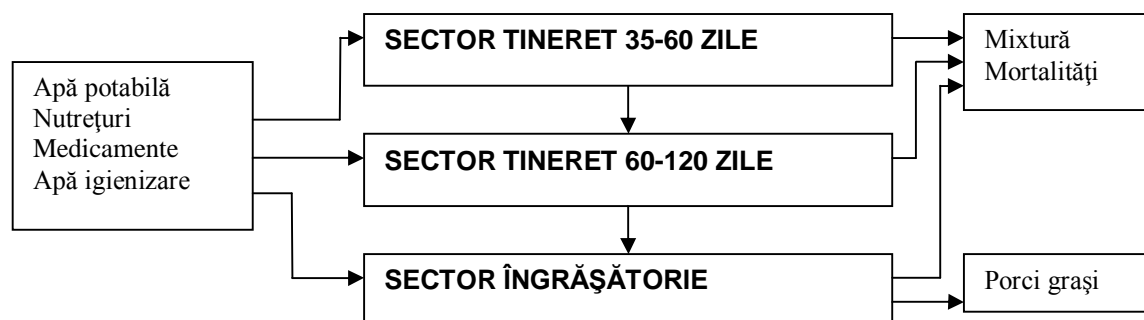 SECTOR TINERET 35-60 ZILE
Mixtură
Mortalităţi
Apă potabilă
Nutreţuri
Medicamente
Apă igienizare
SECTOR TINERET 60-120 ZILE
SECTOR ÎNGRĂŞĂTORIE
Porci graşi